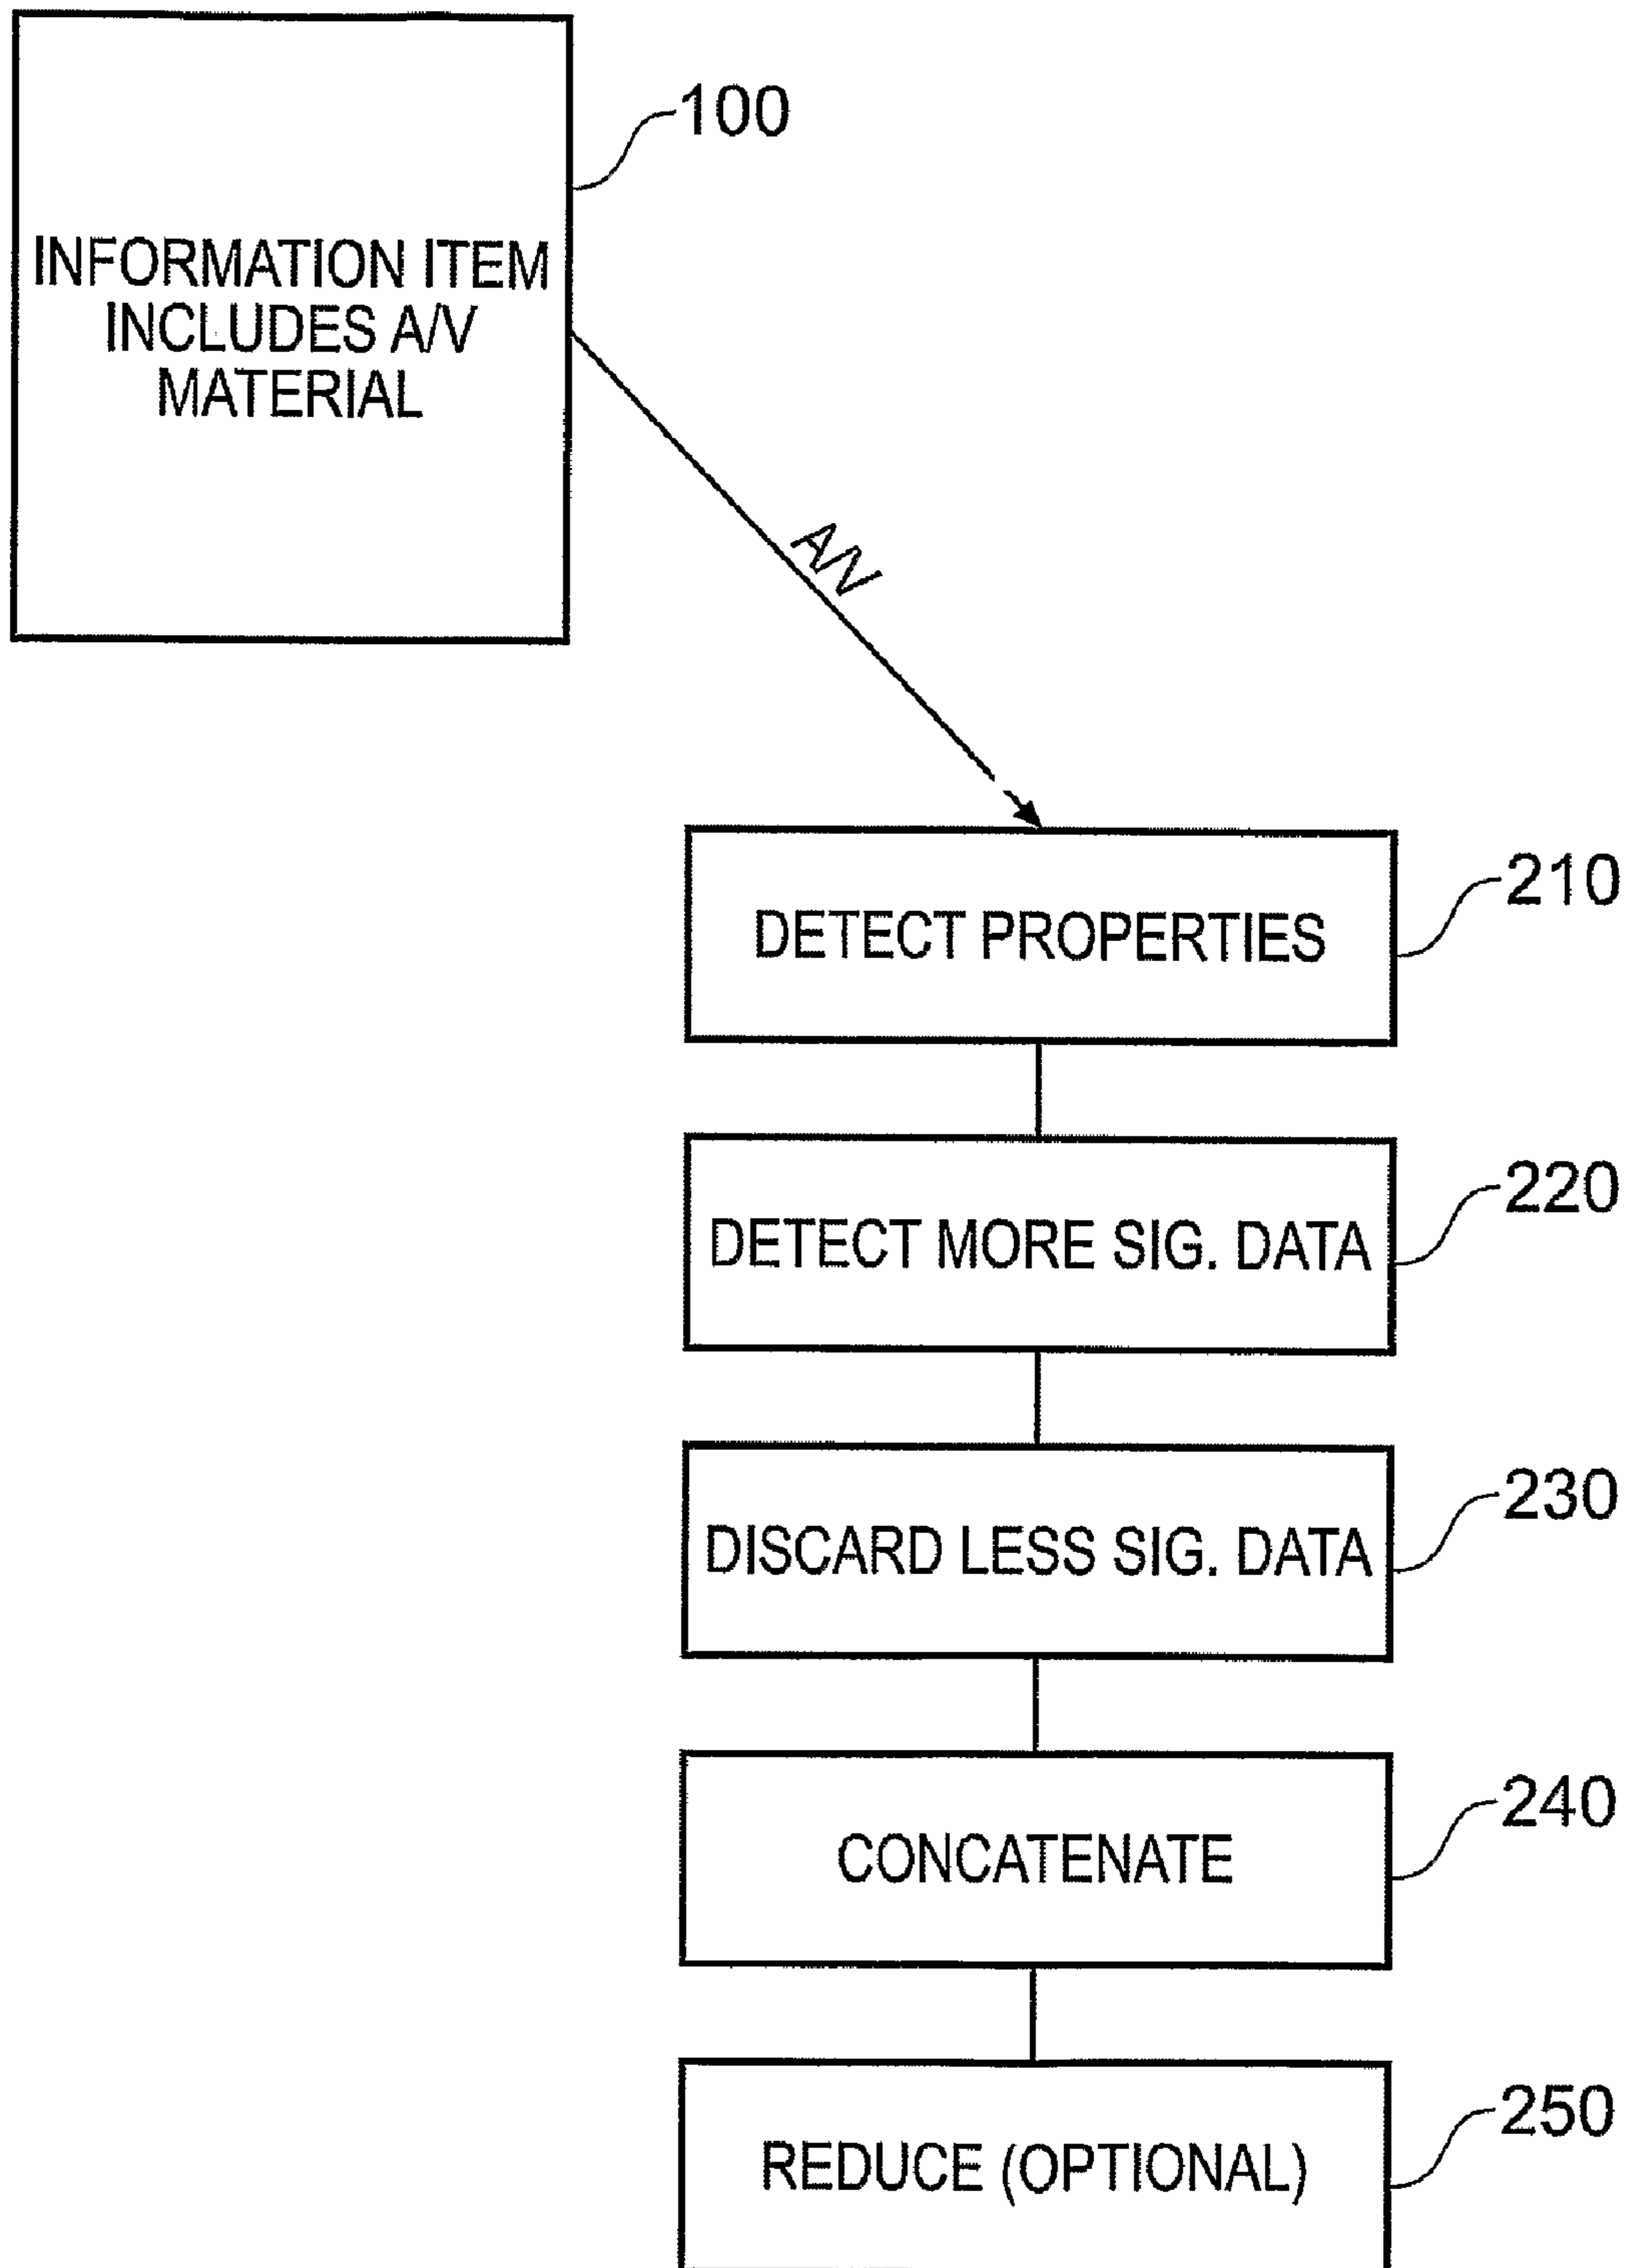 100
INFORMATION ITEM
INCLUDES A/V
MATERIAL
A/V
210
DETECT PROPERTIES
220
DETECT MORE SIG. DATA
230
DISCARD LESS SIG. DATA
240
CONCATENATE
250
REDUCE (OPTIONAL)